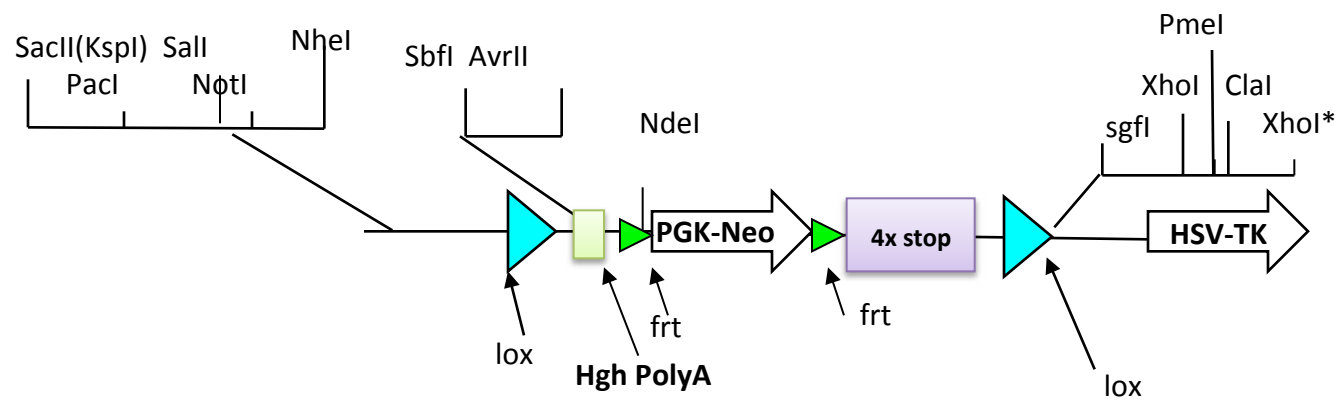 PmeI
SacII(KspI) SalI
NheI
SbfI AvrII
PacI
NotI
XhoI
ClaI
NdeI
sgfI
XhoI*
PGK-Neo
4x stop
HSV-TK
frt
frt
lox
Hgh PolyA
lox